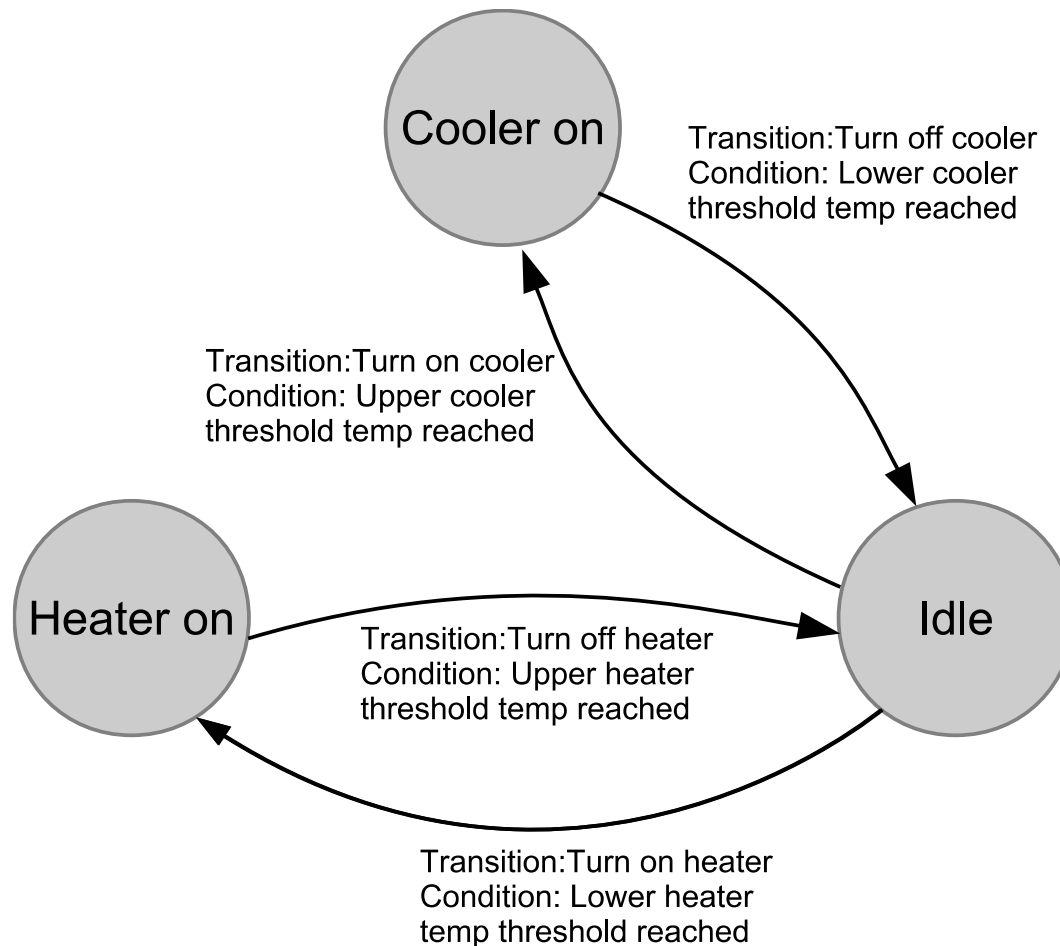 Cooler on
Transition:Turn off cooler
Condition: Lower cooler
threshold temp reached
Transition:Turn on cooler
Condition: Upper cooler
threshold temp reached
Heater on
Transition:Turn off heater
Condition: Upper heater
threshold temp reached
Idle
Transition:Turn on heater
Condition: Lower heater
temp threshold reached